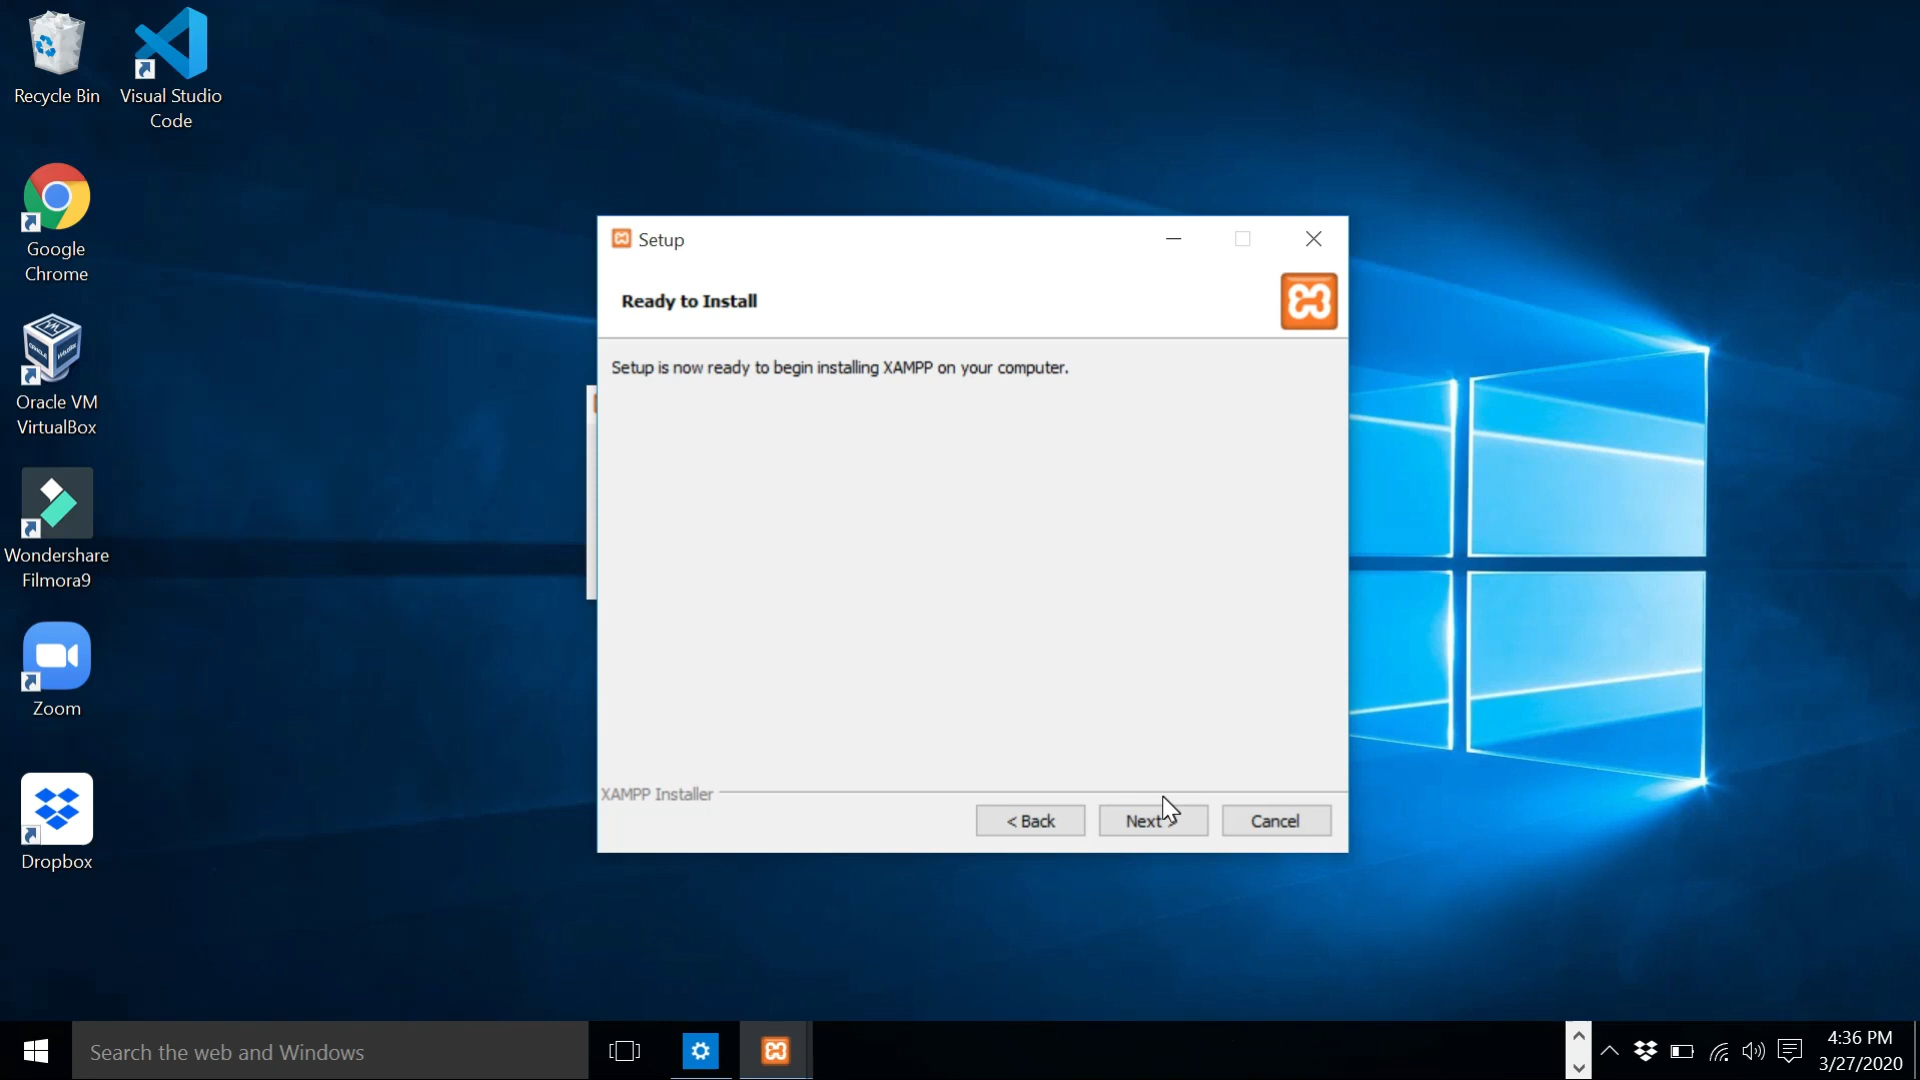 Recycle Bin
Visual Studio
Code
Google
Chrome
Oracle VM
VirtualBox
Wondershare
Filmora9
Zoom
Dropbox
Setup
Ready to Install
Setup is now ready to begin installing XAMPP on your computer.
XAMPP Installer
< Back
Next >
Cancel
Search the web and Windows
4:36 PM
3/27/2020